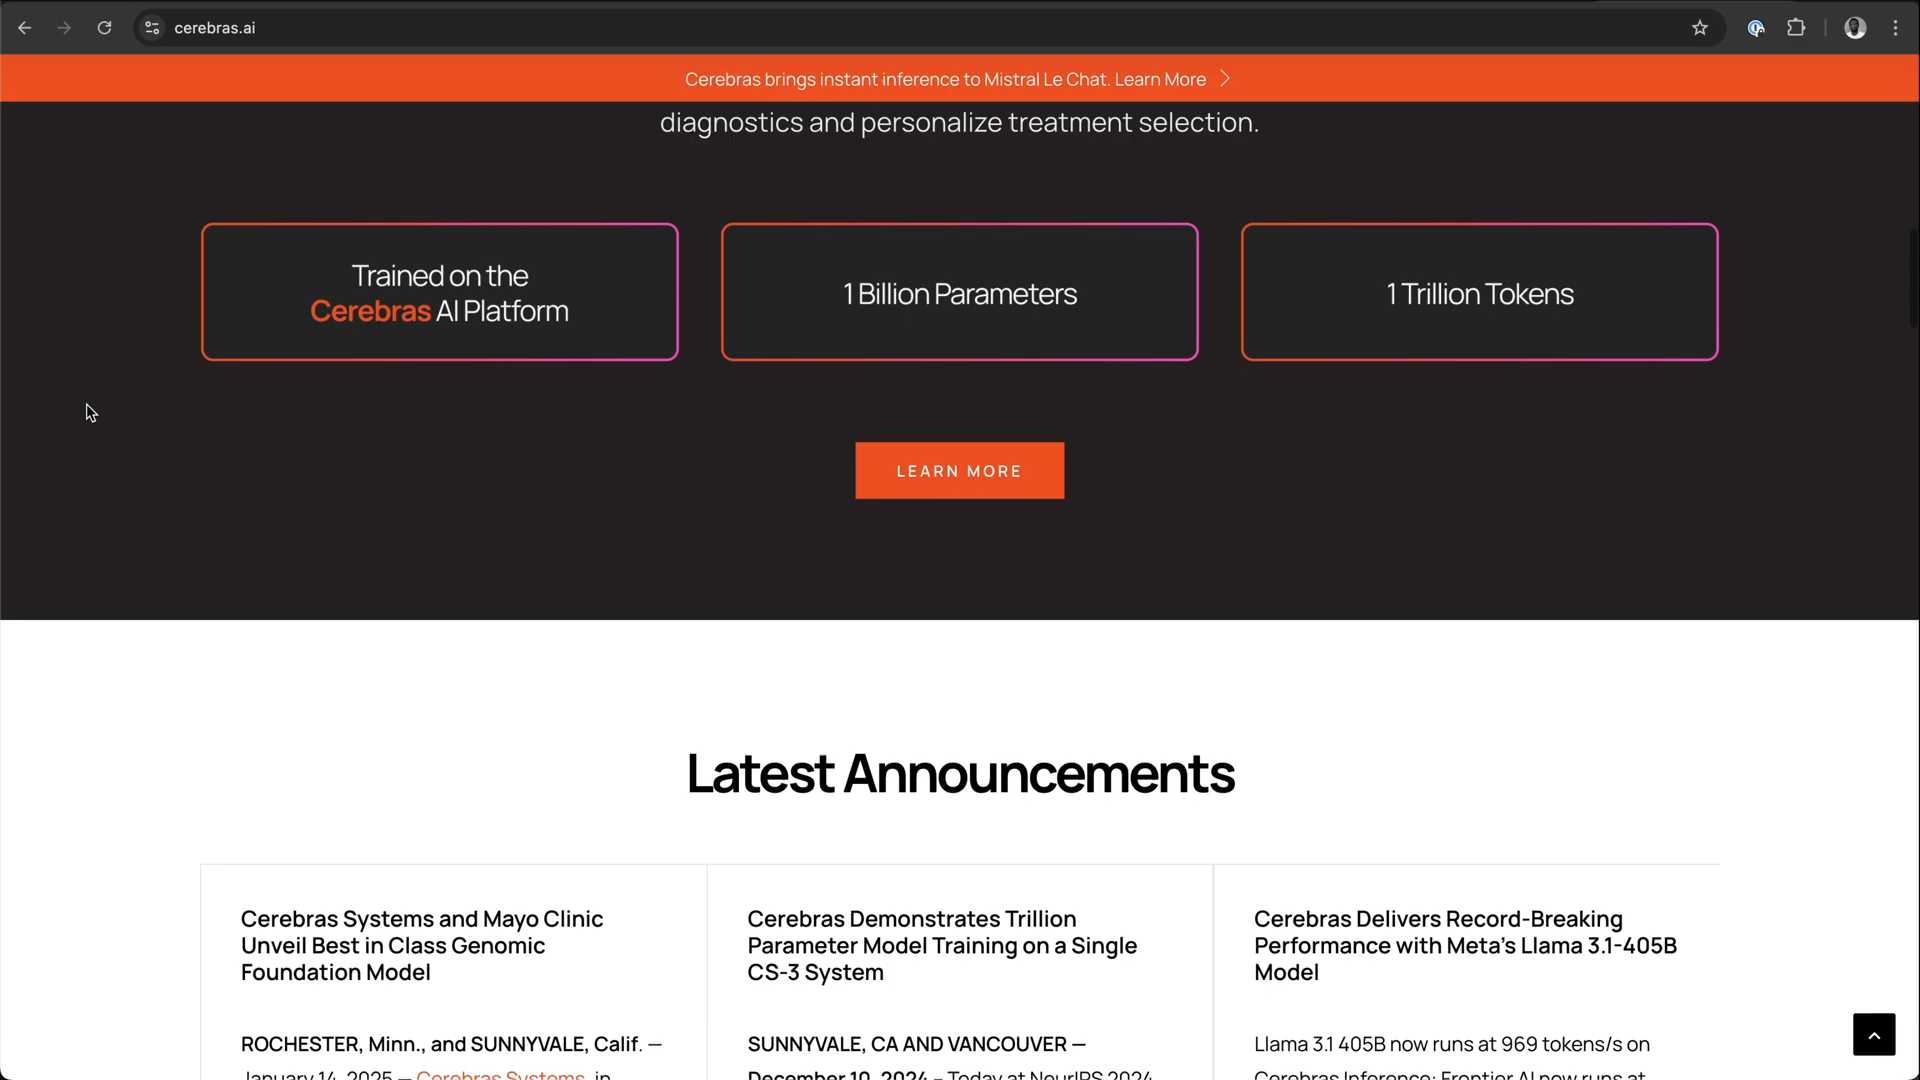 cerebras.ai
Cerebras brings instant inference to Mistral Le Chat. Learn More
diagnostics and personalize treatment selection.
Trained on the
Cerebras AI Platform
1 Billion Parameters
1 Trillion Tokens
LEARN MORE
Latest Announcements
Cerebras Systems and Mayo Clinic
Unveil Best in Class Genomic
Foundation Model
ROCHESTER, Minn., and SUNNYVALE, Calif. —
January 14, 2025 — Cerebras Systems, in
Cerebras Demonstrates Trillion
Parameter Model Training on a Single
CS-3 System
SUNNYVALE, CA AND VANCOUVER —
December 10, 2024 – Today at NeurIPS 2024
Cerebras Delivers Record-Breaking
Performance with Meta's Llama 3.1-405B
Model
Llama 3.1 405B now runs at 969 tokens/s on
Cerebras Inference: Frontier AI now runs at